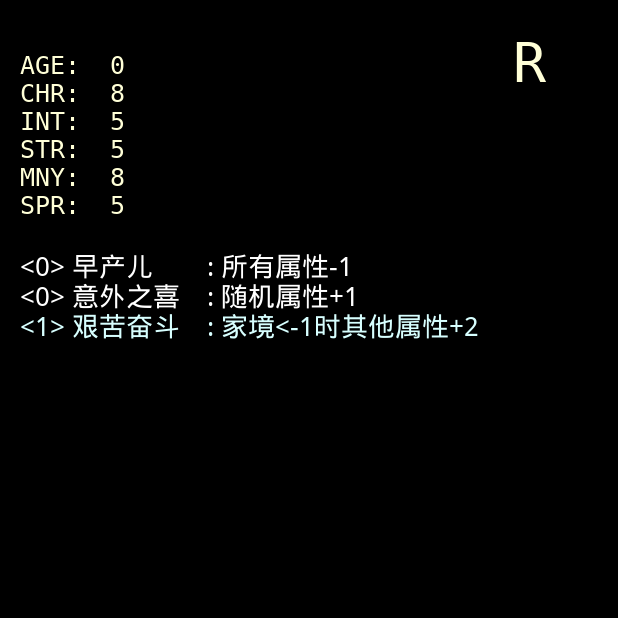 R
AGE: 0
CHR: 8
INT: 5
STR: 5
MNY: 8
SPR: 5
<0> 早产儿 : 所有属性-1
<0> 意外之喜 : 随机属性+1
<1> 艰苦奋斗 : 家境<-1时其他属性+2